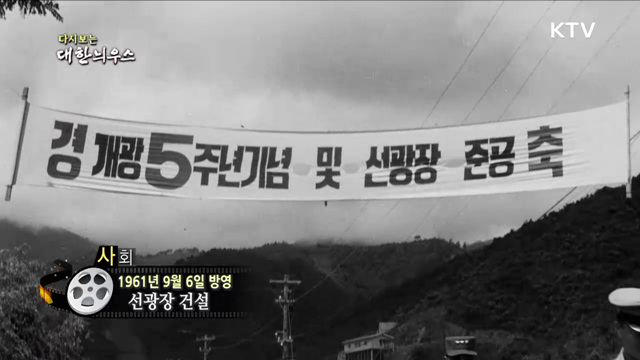 다시 보는
대한늬우스
KTV
경 개광 5주년기념 및 선광장 준공 축
사회
1961년 9월 6일 방영
선광장 건설